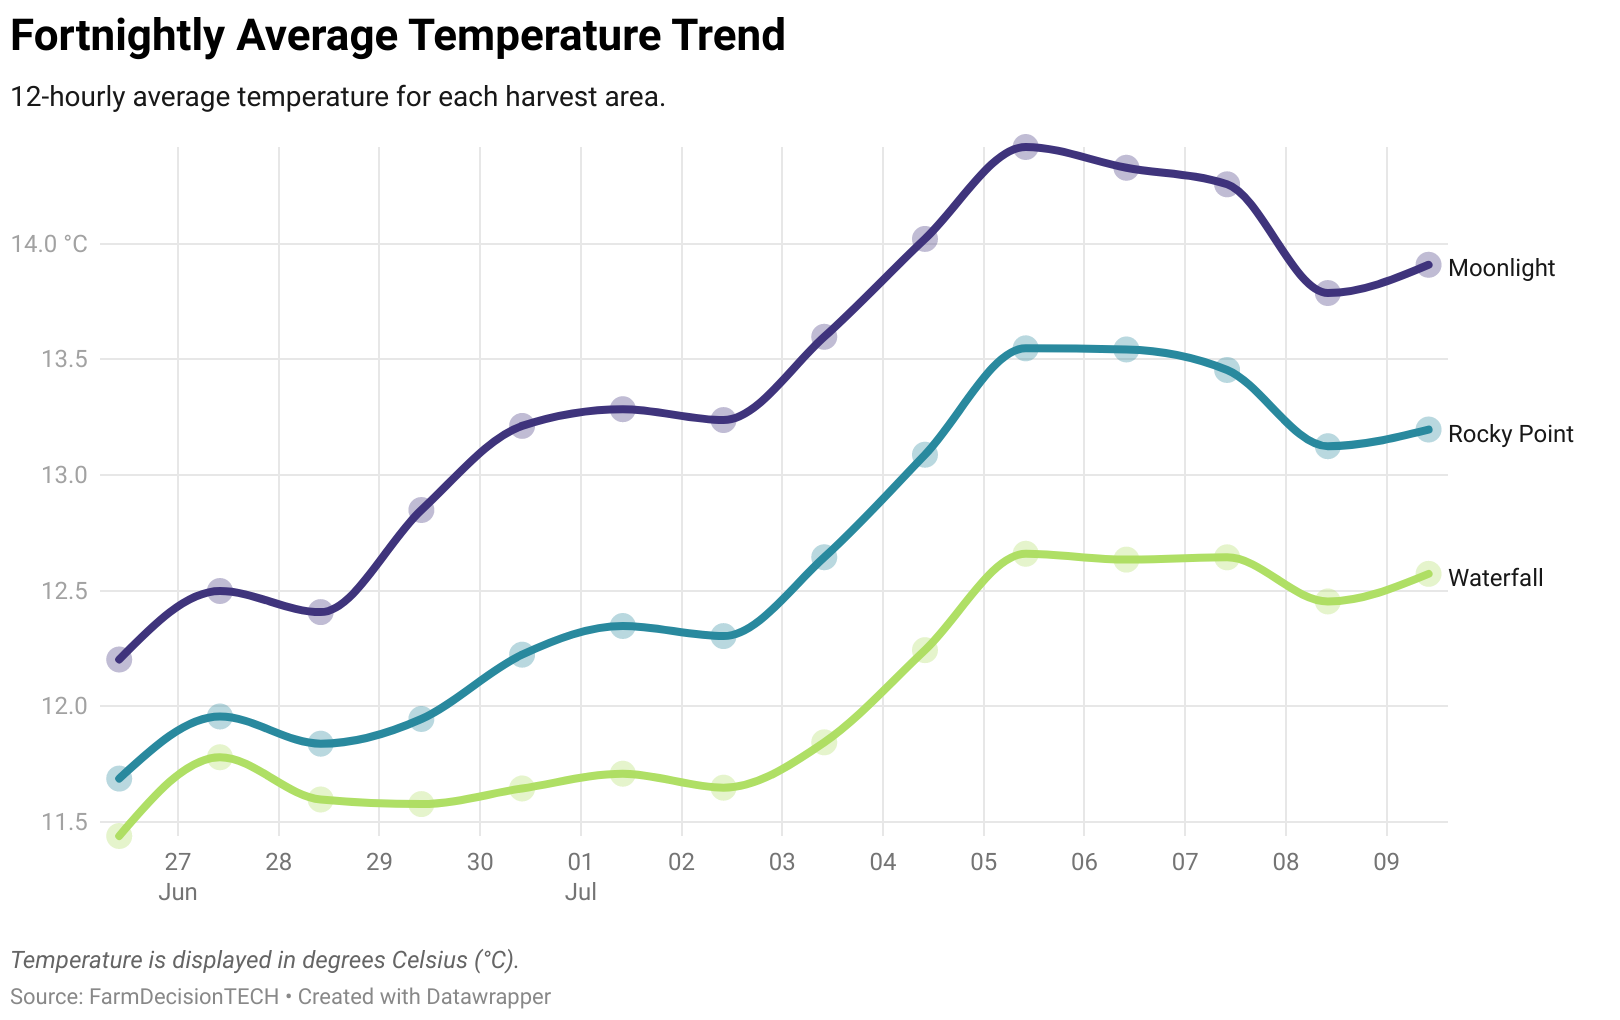 Fortnightly Average Temperature Trend
12-hourly average temperature for each harvest area.
14.0 °C
13.5
13.0
12.5
12.0
11.5
Moonlight
Rocky Point
Waterfall
27 28 29 30 01 02 03 04 05 06 07 08 09
Jun Jul
Temperature is displayed in degrees Celsius (°C).
Source: FarmDecisionTECH • Created with Datawrapper